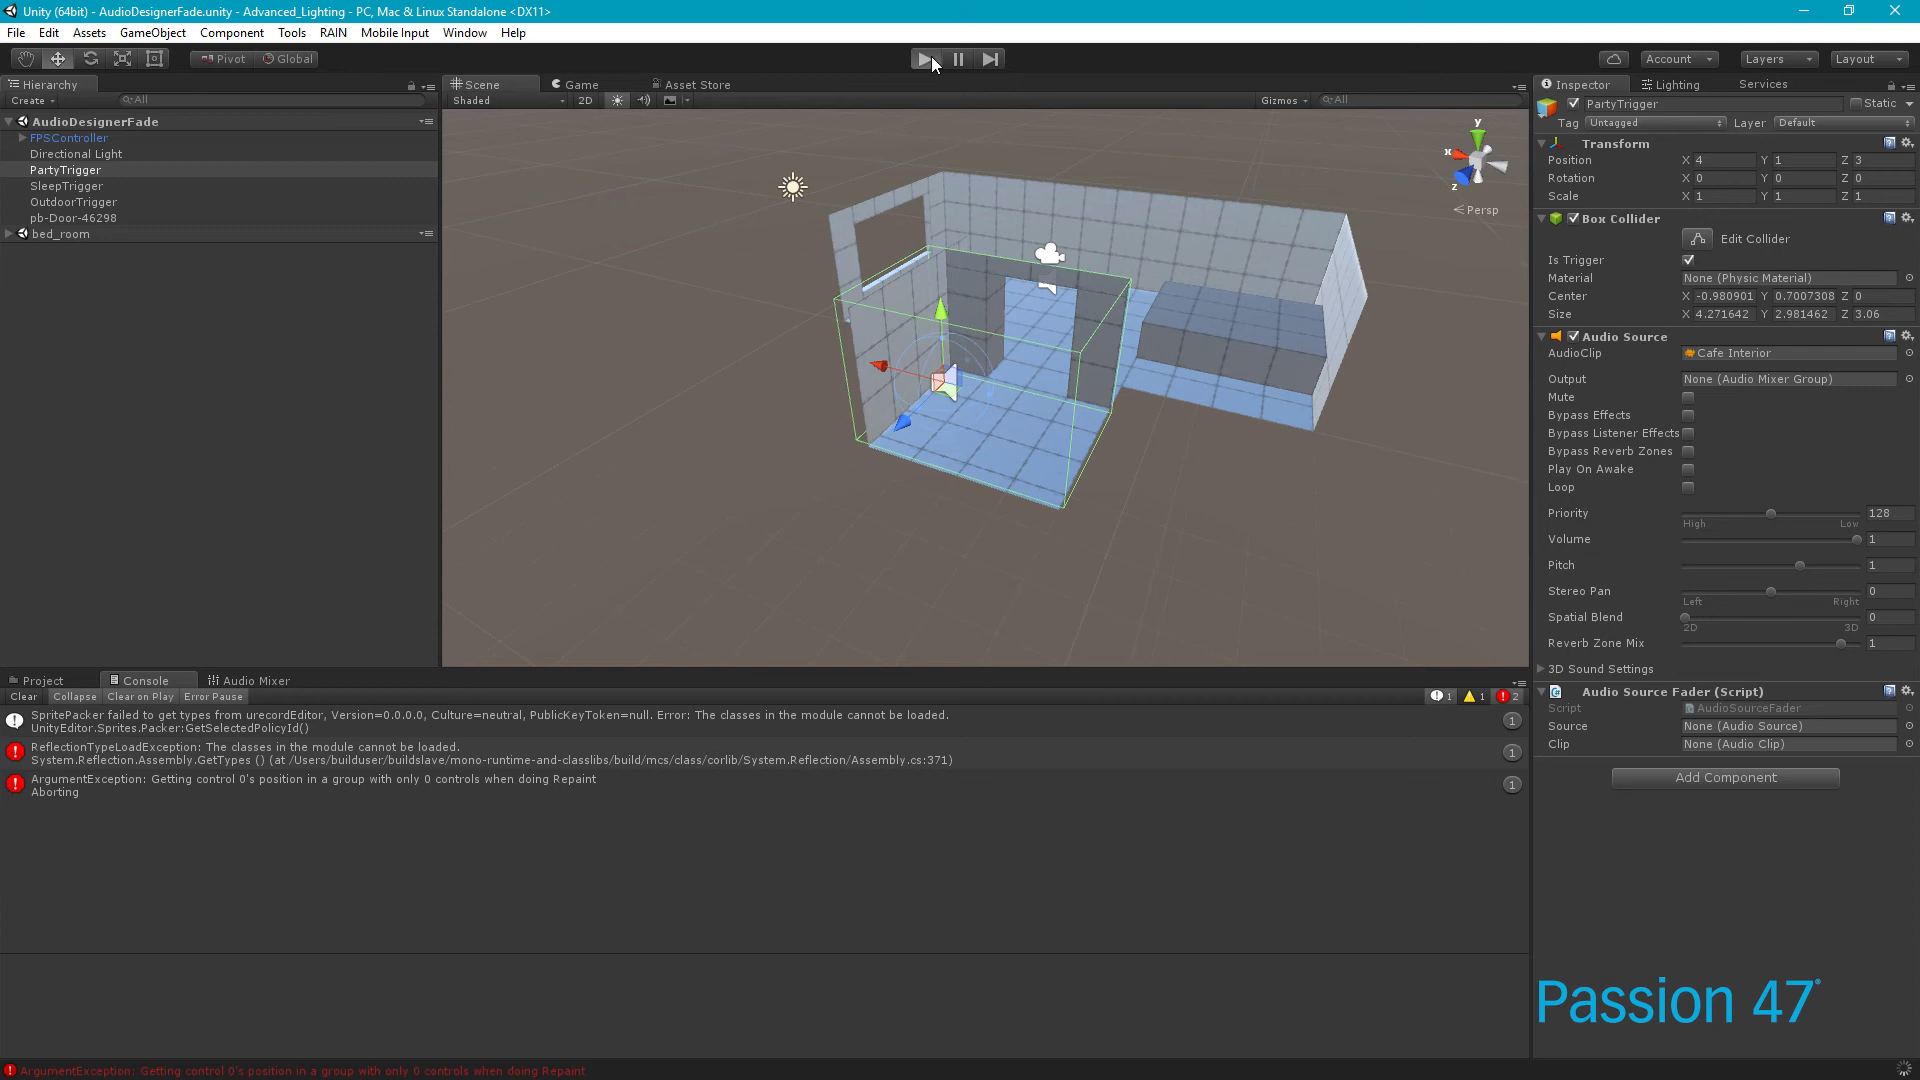 Unity (64bit) - AudioDesignerFade.unity - Advanced_Lighting - PC, Mac & Linux Standalone <DX11>
File Edit Assets GameObject Component Tools RAIN Mobile Input Window Help
Pivot Global Account Layers Layout
Hierarchy
Create All
AudioDesignerFade
FPSController
Directional Light
PartyTrigger
SleepTrigger
OutdoorTrigger
pb-Door-46298
bed_room
Scene Game Asset Store
Shaded 2D Gizmos All
y
x
z
Persp
Inspector Lighting Services
PartyTrigger Static
Tag Untagged Layer Default
Transform
Position X 4 Y 1 Z 3
Rotation X 0 Y 0 Z 0
Scale X 1 Y 1 Z 1
Box Collider
Edit Collider
Is Trigger
Material None (Physic Material)
Center X -0.980901 Y 0.7007308 Z 0
Size X 4.271642 Y 2.981462 Z 3.06
Audio Source
AudioClip Cafe Interior
Output None (Audio Mixer Group)
Mute
Bypass Effects
Bypass Listener Effects
Bypass Reverb Zones
Play On Awake
Loop
Priority 128
High Low
Volume 1
Pitch 1
Stereo Pan 0
Left Right
Spatial Blend 0
2D 3D
Reverb Zone Mix 1
3D Sound Settings
Audio Source Fader (Script)
Script AudioSourceFader
Source None (Audio Source)
Clip None (Audio Clip)
Add Component
Project Console Audio Mixer
Clear Collapse Clear on Play Error Pause 1 1 2
SpritePacker failed to get types from urecordEditor, Version=0.0.0.0, Culture=neutral, PublicKeyToken=null. Error: The classes in the module cannot be loaded.
UnityEditor.Sprites.Packer:GetSelectedPolicyId()
1
ReflectionTypeLoadException: The classes in the module cannot be loaded.
System.Reflection.Assembly.GetTypes () (at /Users/builduser/buildslave/mono-runtime-and-classlibs/build/mcs/class/corlib/System.Reflection/Assembly.cs:371)
1
ArgumentException: Getting control 0's position in a group with only 0 controls when doing Repaint
Aborting
1
Passion 47
ArgumentException: Getting control 0's position in a group with only 0 controls when doing Repaint